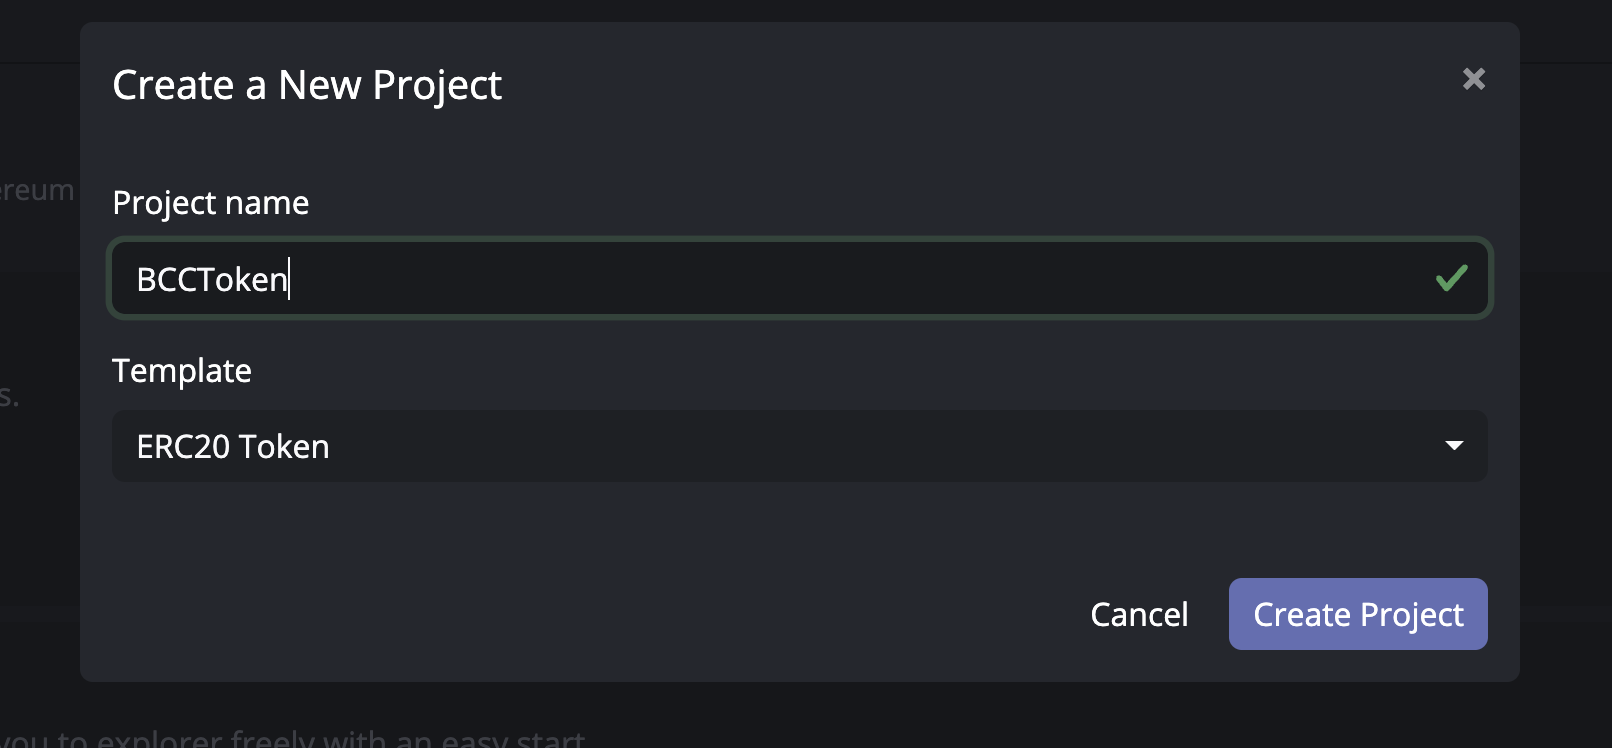 Create a New Project
ereum
Project name
BCCToken
Template
s.
ERC20 Token
Cancel
Create Project
you to explorer freely with an easy start